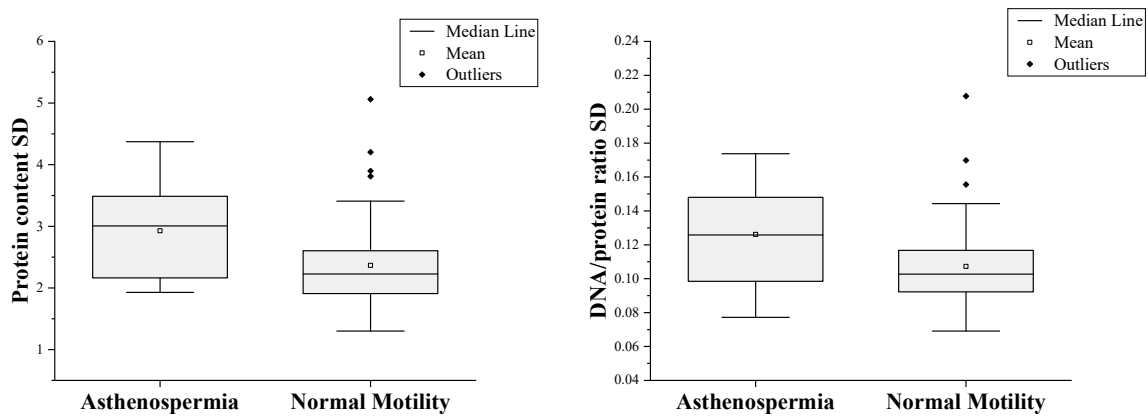 Protein content SD
6
5
4
3
2
1
Median Line
Mean
Outliers
Asthenospermia
Normal Motility
DNA/protein ratio SD
0.24
0.22
0.20
0.18
0.16
0.14
0.12
0.10
0.08
0.06
0.04
Median Line
Mean
Outliers
Asthenospermia
Normal Motility